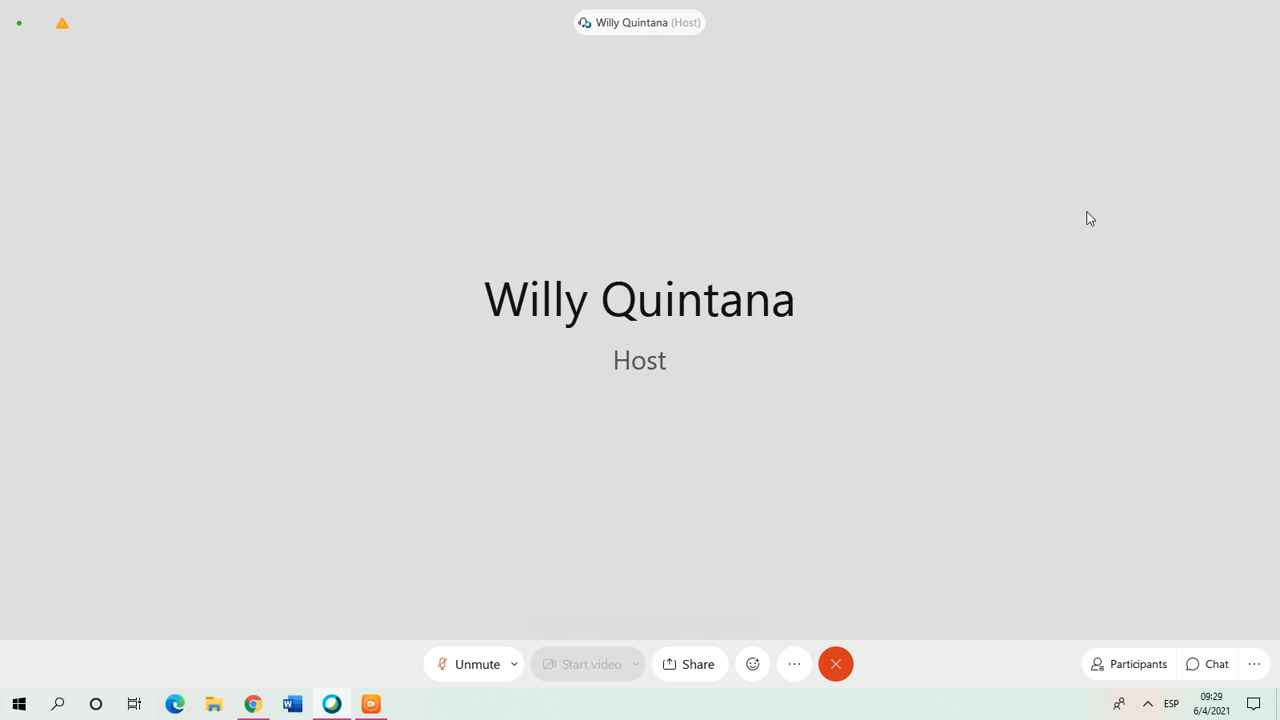 Willy Quintana (Host)
Willy Quintana
Host
Unmute
Start video
Share
Participants
Chat
ESP
09:29
6/4/2021